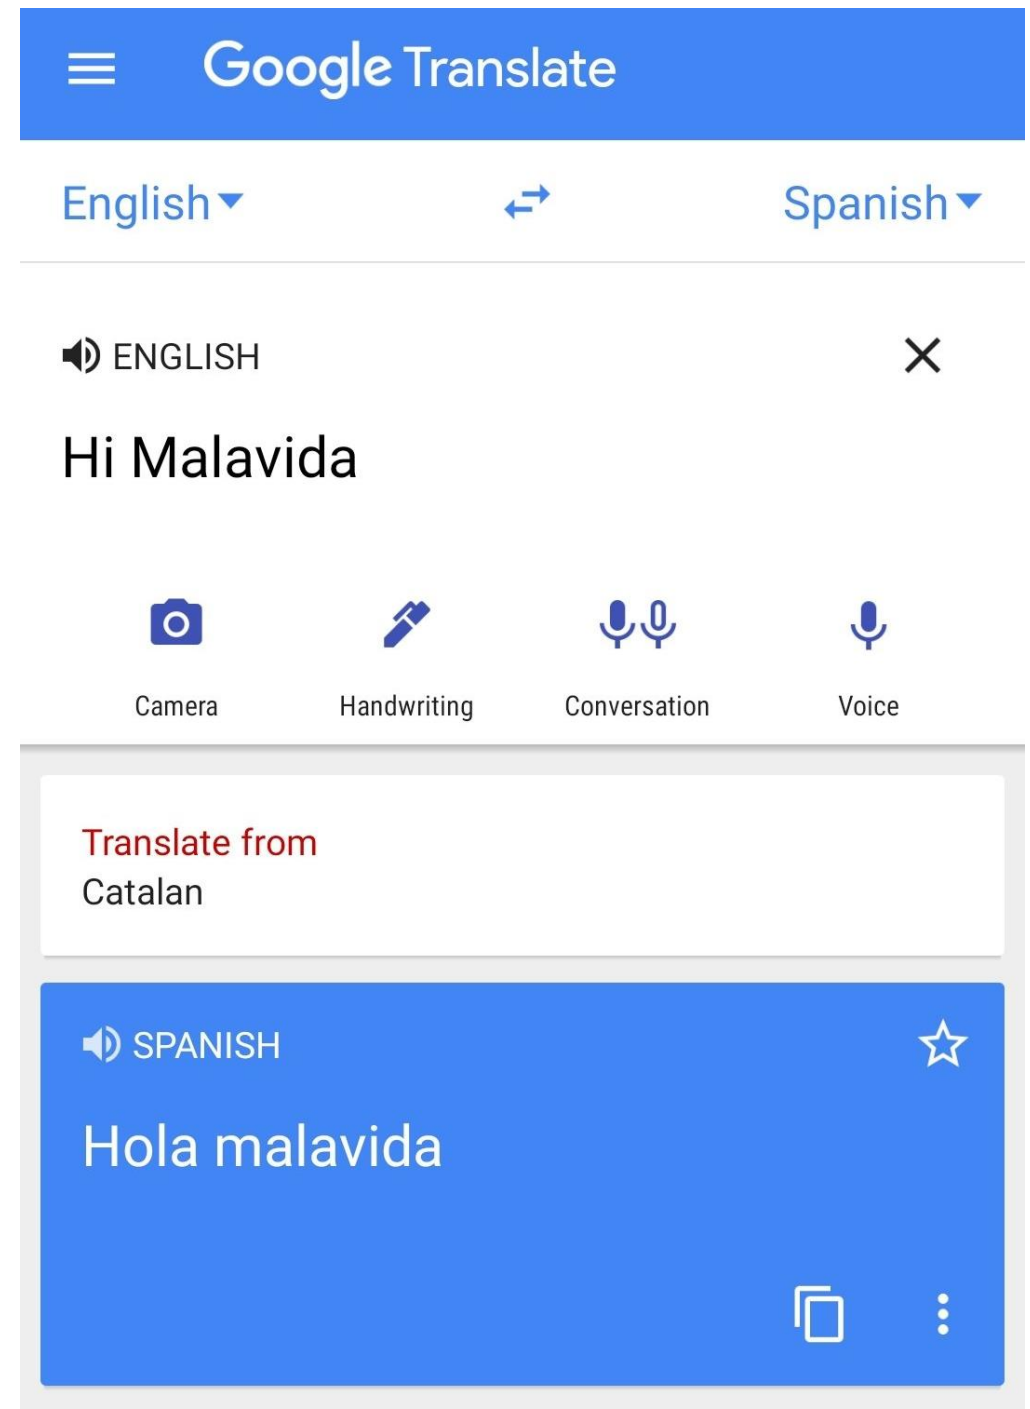 Google Translate
English Spanish
ENGLISH
Hi Malavida
Camera Handwriting Conversation Voice
Translate from
Catalan
SPANISH
Hola malavida